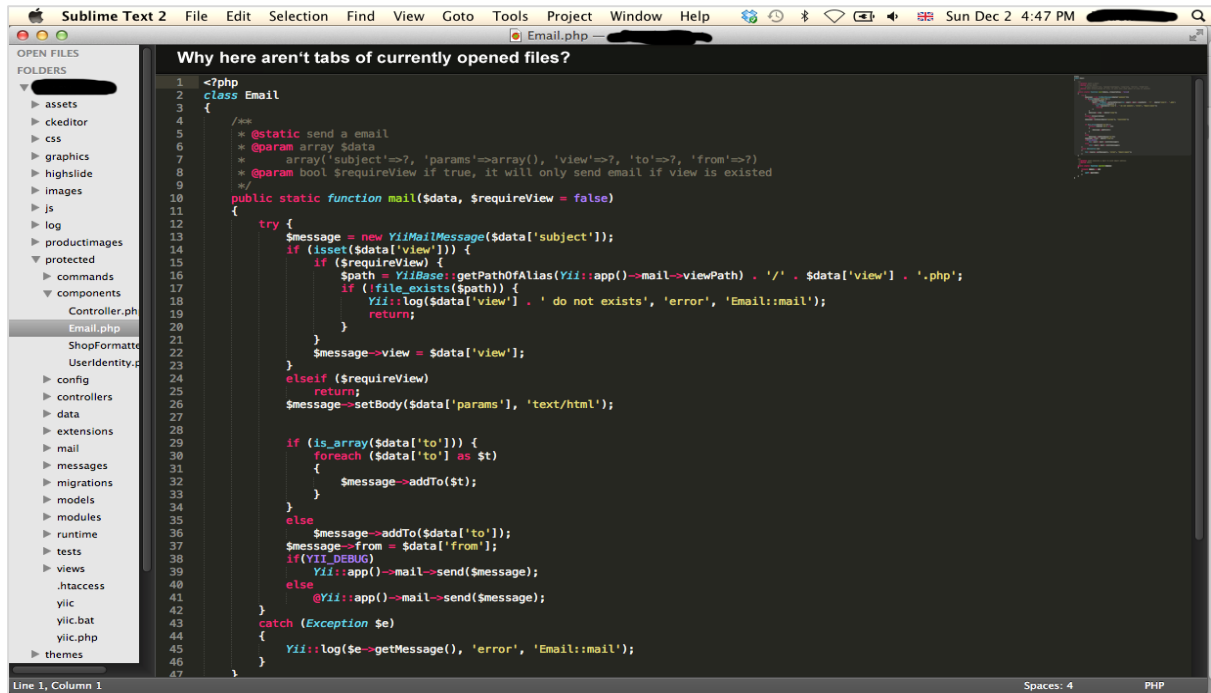 Sublime Text 2 File Edit Selection Find View Goto Tools Project Window Help Sun Dec 2 4:47 PM
Email.php —
OPEN FILES
FOLDERS
assets
ckeditor
css
graphics
highslide
images
js
log
productimages
protected
commands
components
Controller.ph
Email.php
ShopFormatte
UserIdentity.p
config
controllers
data
extensions
mail
messages
migrations
models
modules
runtime
tests
views
.htaccess
yiic
yiic.bat
yiic.php
themes
Why here aren't tabs of currently opened files?
1 <?php
2 class Email
3 {
4     /**
5      * @static send a email
6      * @param array $data
7      *      array('subject'=>?, 'params'=>array(), 'view'=>?, 'to'=>?, 'from'=>?)
8      * @param bool $requireView if true, it will only send email if view is existed
9      */
10     public static function mail($data, $requireView = false)
11     {
12         try {
13             $message = new YiiMailMessage($data['subject']);
14             if (isset($data['view'])) {
15                 if ($requireView) {
16                     $path = YiiBase::getPathOfAlias(Yii::app()->mail->viewPath) . '/' . $data['view'] . '.php';
17                     if (!file_exists($path)) {
18                         Yii::log($data['view'] . ' do not exists', 'error', 'Email::mail');
19                         return;
20                     }
21                 }
22                 $message->view = $data['view'];
23             }
24             elseif ($requireView)
25                 return;
26             $message->setBody($data['params'], 'text/html');
27
28
29             if (is_array($data['to'])) {
30                 foreach ($data['to'] as $t)
31                 {
32                     $message->addTo($t);
33                 }
34             }
35             else
36                 $message->addTo($data['to']);
37             $message->from = $data['from'];
38             if(YII_DEBUG)
39                 Yii::app()->mail->send($message);
40             else
41                 @Yii::app()->mail->send($message);
42         }
43         catch (Exception $e)
44         {
45             Yii::log($e->getMessage(), 'error', 'Email::mail');
46         }
47     }
Line 1, Column 1 Spaces: 4 PHP